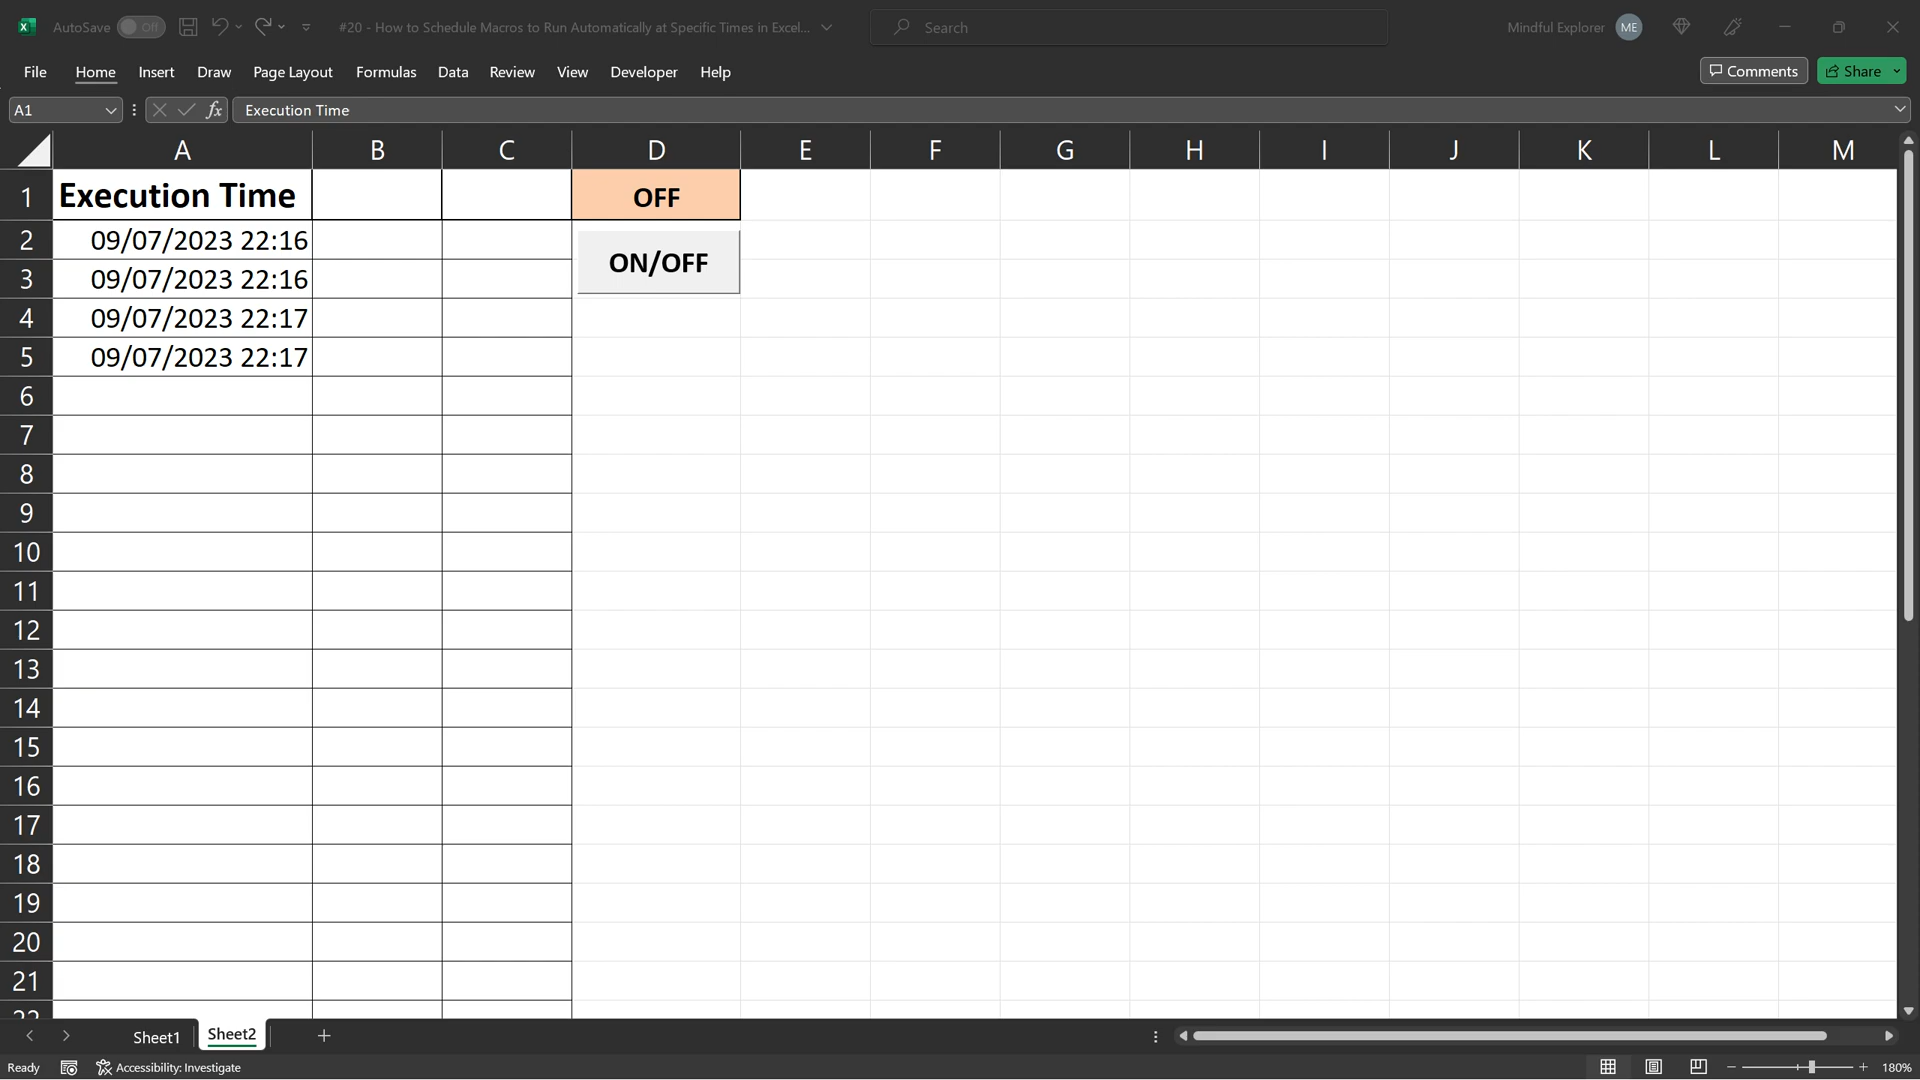 AutoSave Off #20 - How to Schedule Macros to Run Automatically at Specific Times in Excel... Search Mindful Explorer ME
File Home Insert Draw Page Layout Formulas Data Review View Developer Help Comments Share
A1 fx Execution Time
A B C D E F G H I J K L M
1 Execution Time OFF
2 09/07/2023 22:16
ON/OFF
3 09/07/2023 22:16
4 09/07/2023 22:17
5 09/07/2023 22:17
6
7
8
9
10
11
12
13
14
15
16
17
18
19
20
21
22
Sheet1 Sheet2
Ready Accessibility: Investigate 180%